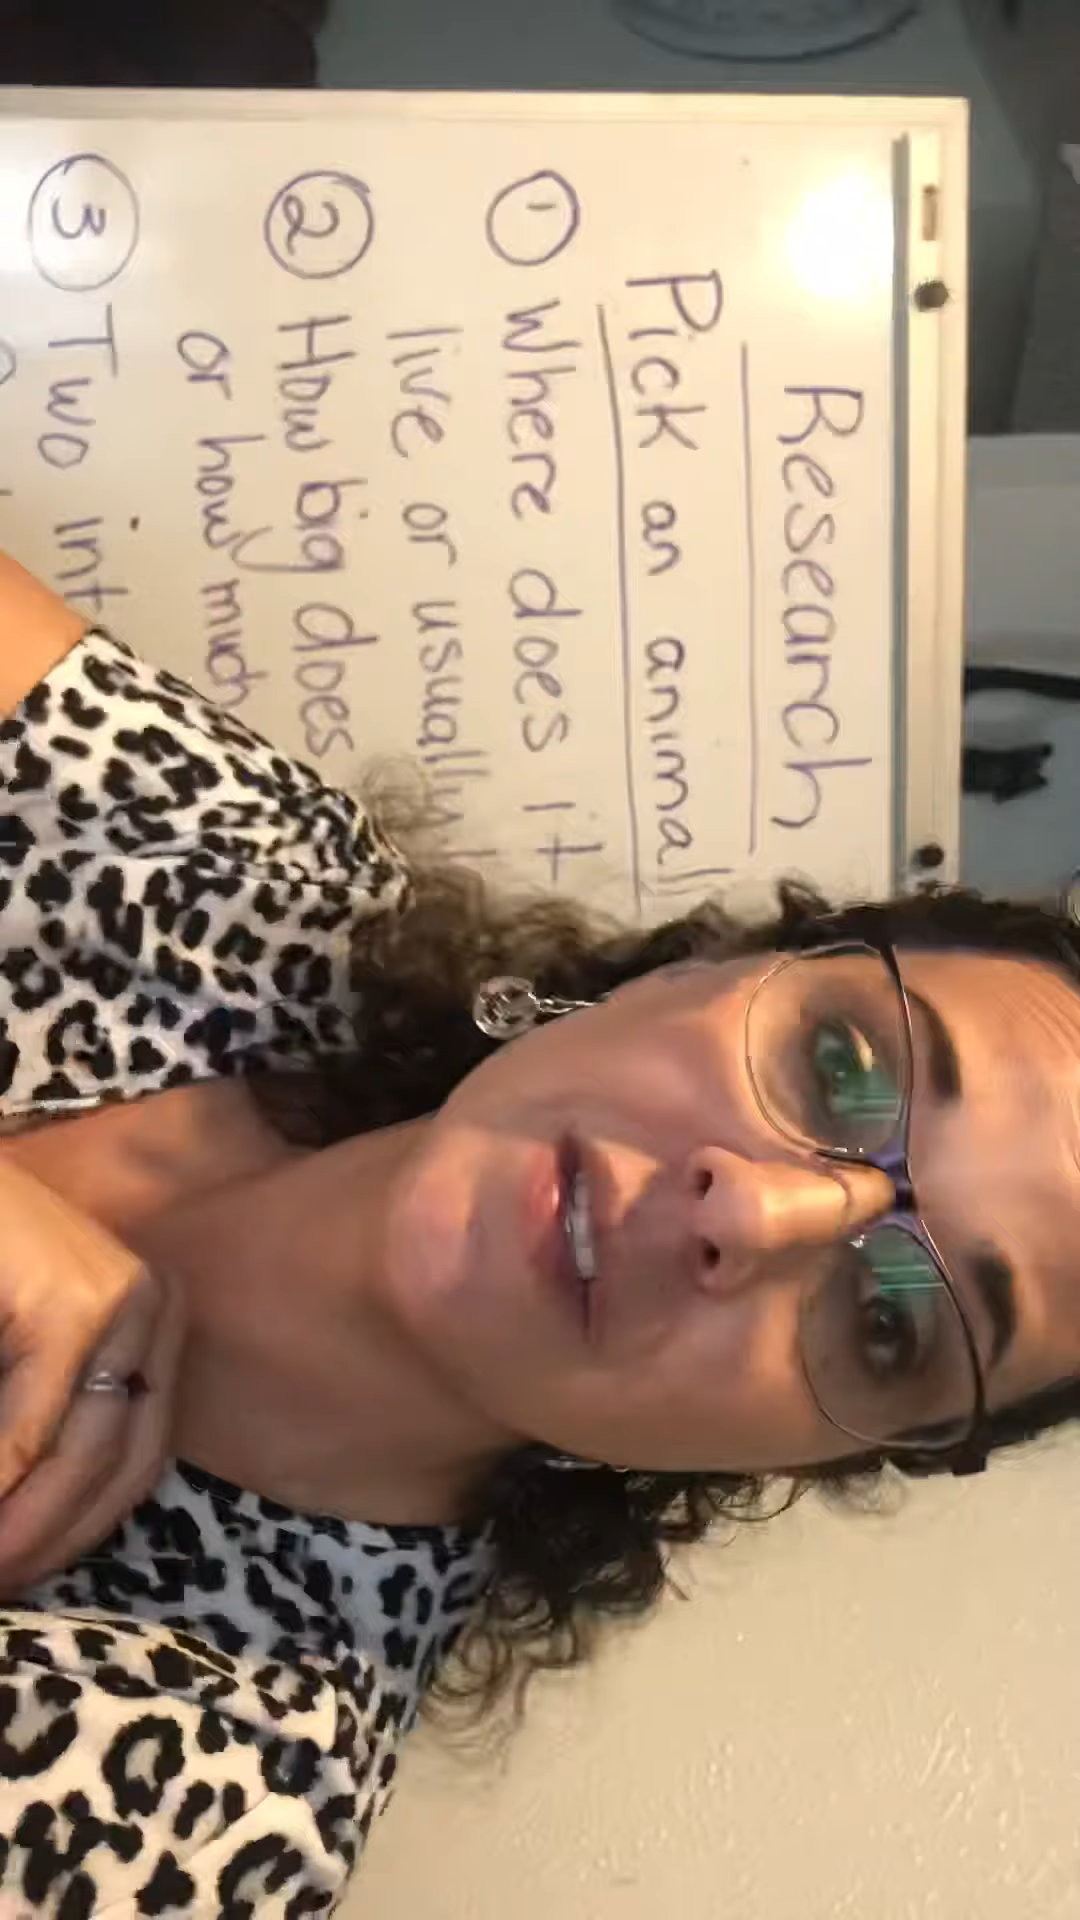 Research
Pick an animal
① Where does it
live or usually
② How big does
or how much
③ Two